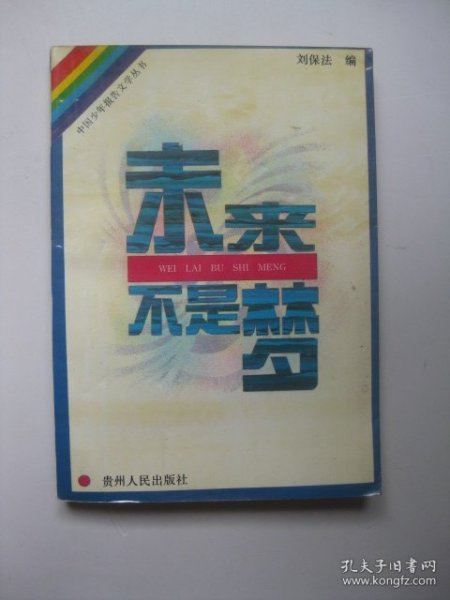 刘保法 编
中国少年报告文学丛书
未来
WEI LAI BU SHI MENG
不是梦
贵州人民出版社
孔夫子旧书网
www.kongfz.com